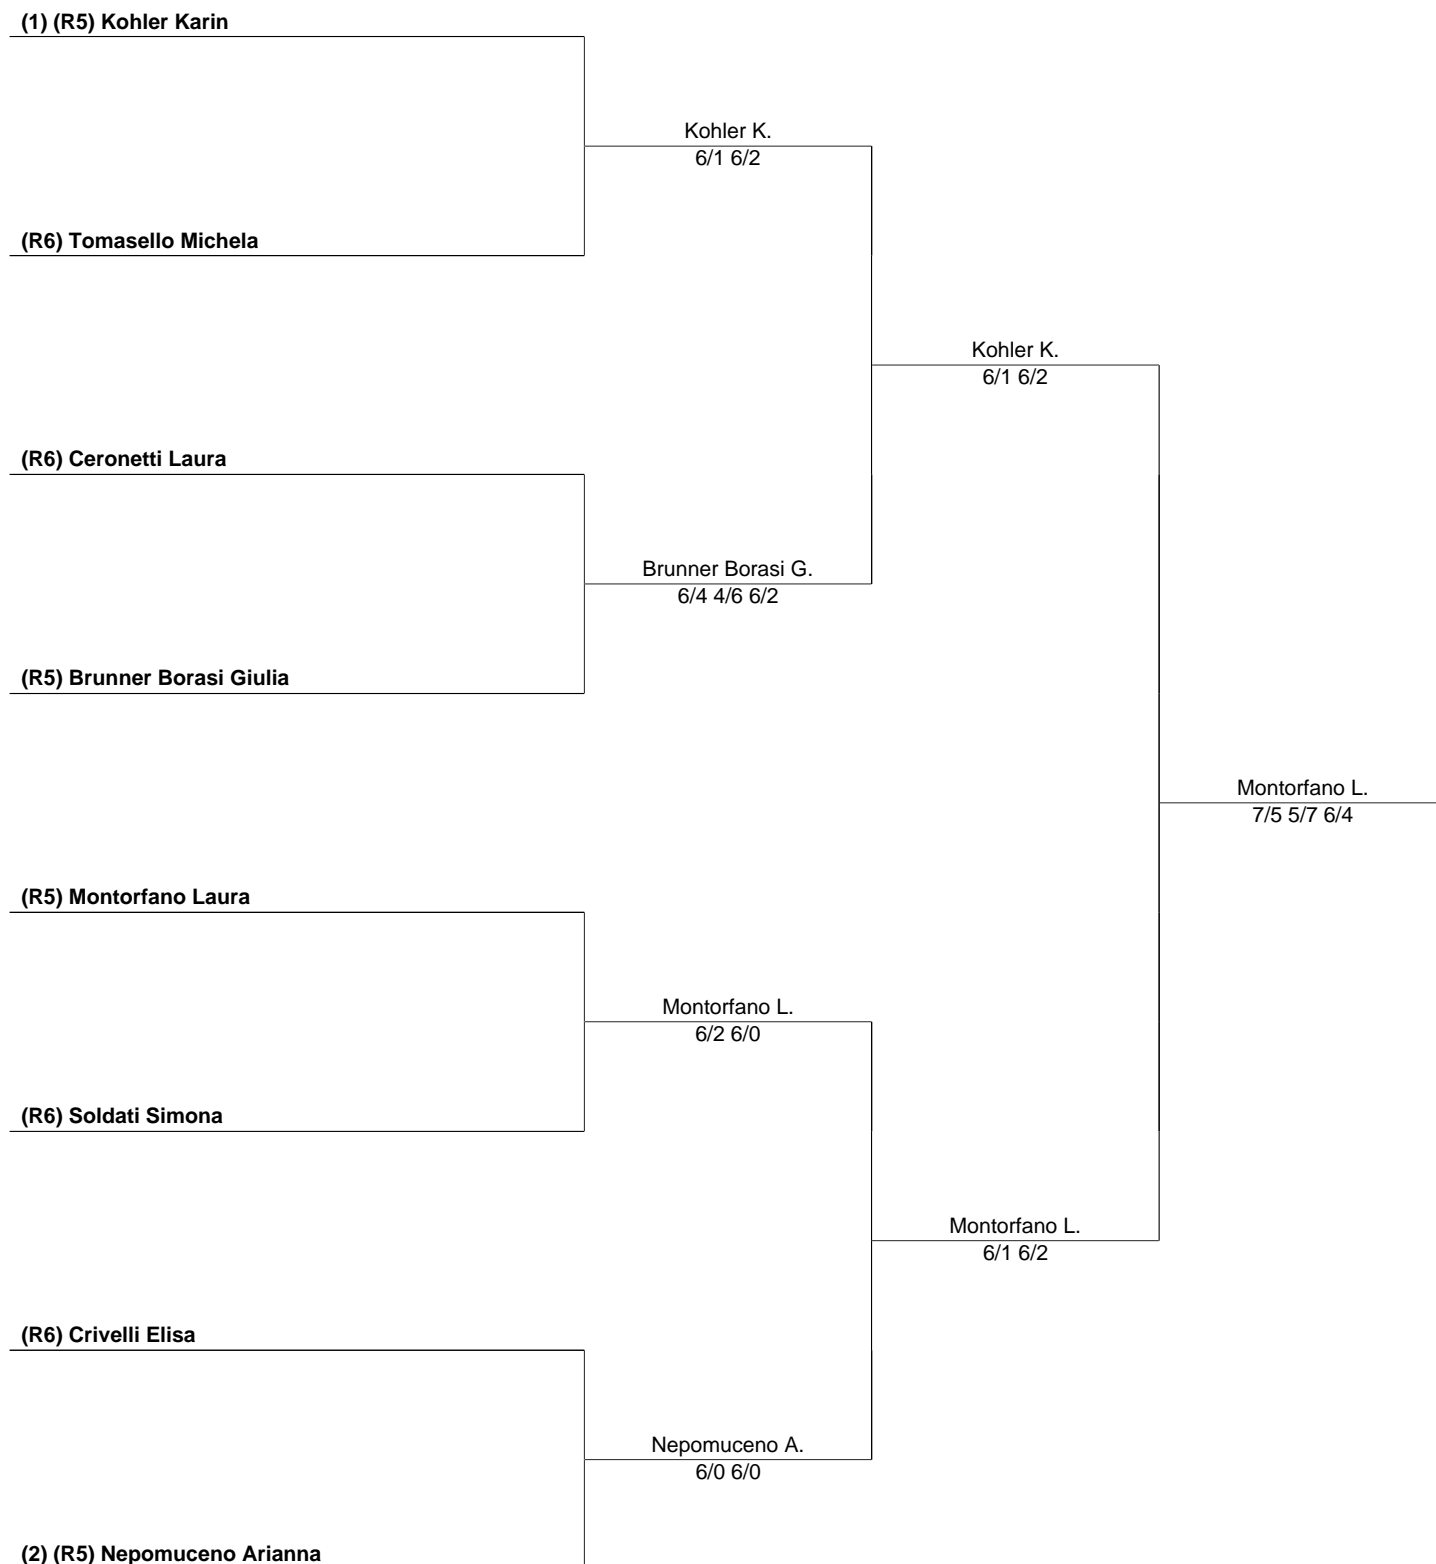 (1) (R5) Kohler Karin
Kohler K.
6/1 6/2
(R6) Tomasello Michela
Kohler K.
6/1 6/2
(R6) Ceronetti Laura
Brunner Borasi G.
6/4 4/6 6/2
(R5) Brunner Borasi Giulia
Montorfano L.
7/5 5/7 6/4
(R5) Montorfano Laura
Montorfano L.
6/2 6/0
(R6) Soldati Simona
Montorfano L.
6/1 6/2
(R6) Crivelli Elisa
Nepomuceno A.
6/0 6/0
(2) (R5) Nepomuceno Arianna